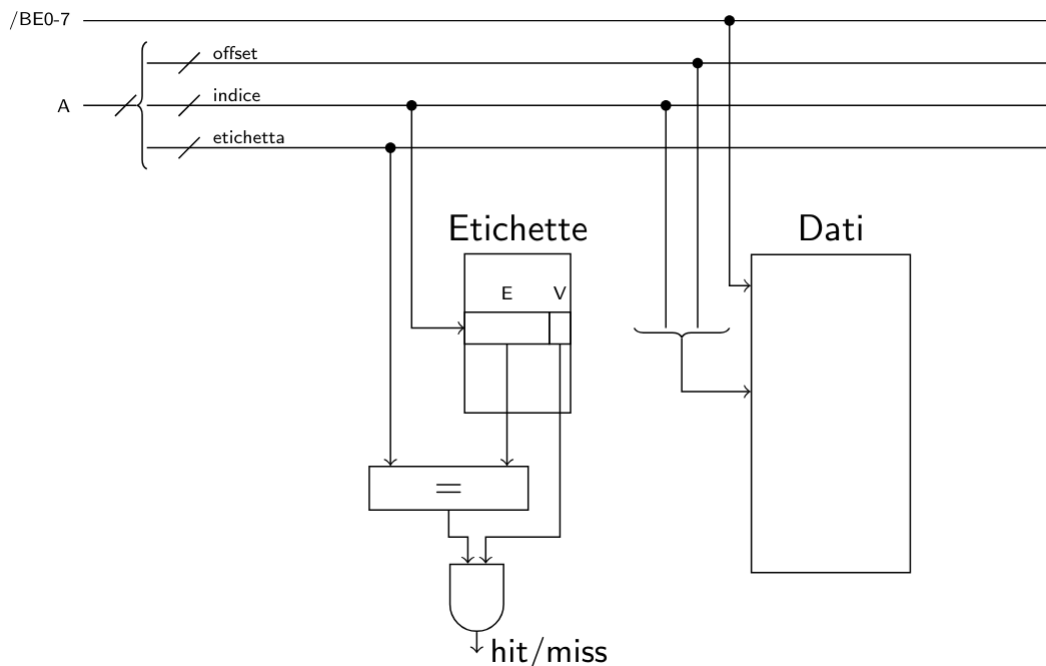 /BE0-7
offset
A
indice
etichetta
Etichette
Dati
E V
=
hit/miss